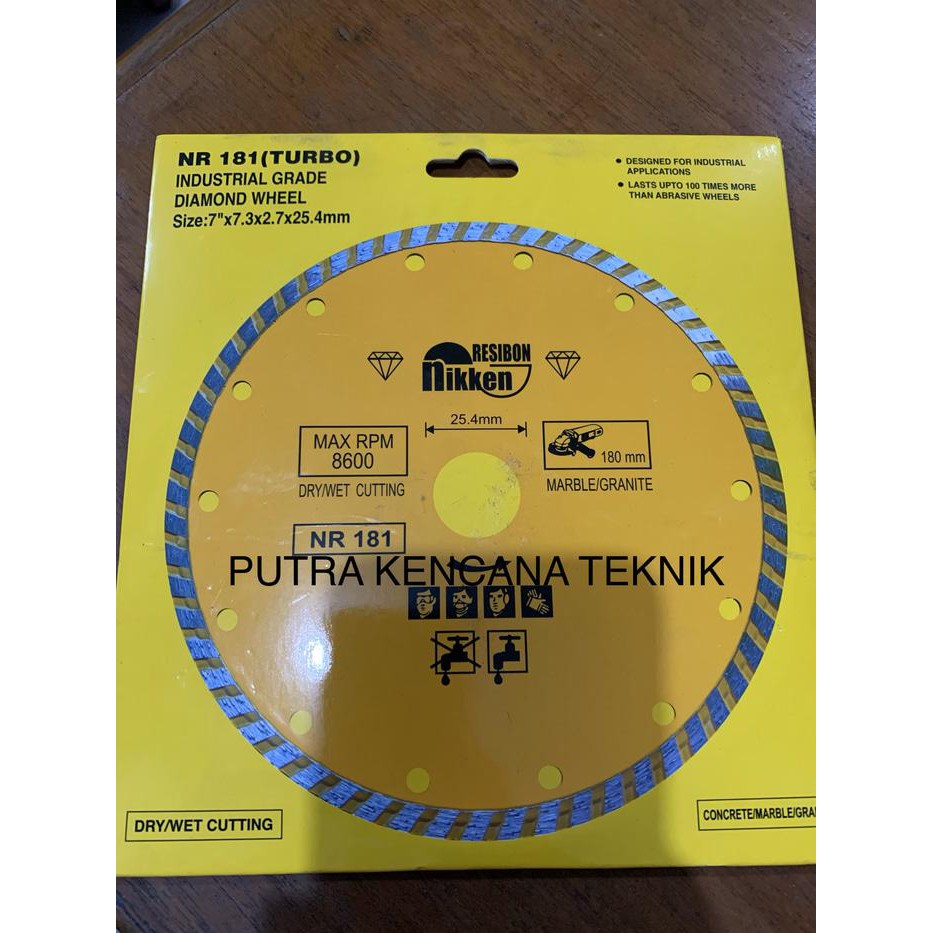 NR 181(TURBO)
INDUSTRIAL GRADE
DIAMOND WHEEL
Size:7"x7.3x2.7x25.4mm
• DESIGNED FOR INDUSTRIAL
APPLICATIONS
• LASTS UPTO 100 TIMES MORE
THAN ABRASIVE WHEELS
RESIBON
nikken
25.4mm
MAX RPM
8600
DRY/WET CUTTING
180 mm
MARBLE/GRANITE
NR 181
PUTRA KENCANA TEKNIK
DRY/WET CUTTING
CONCRETE/MARBLE/GRA